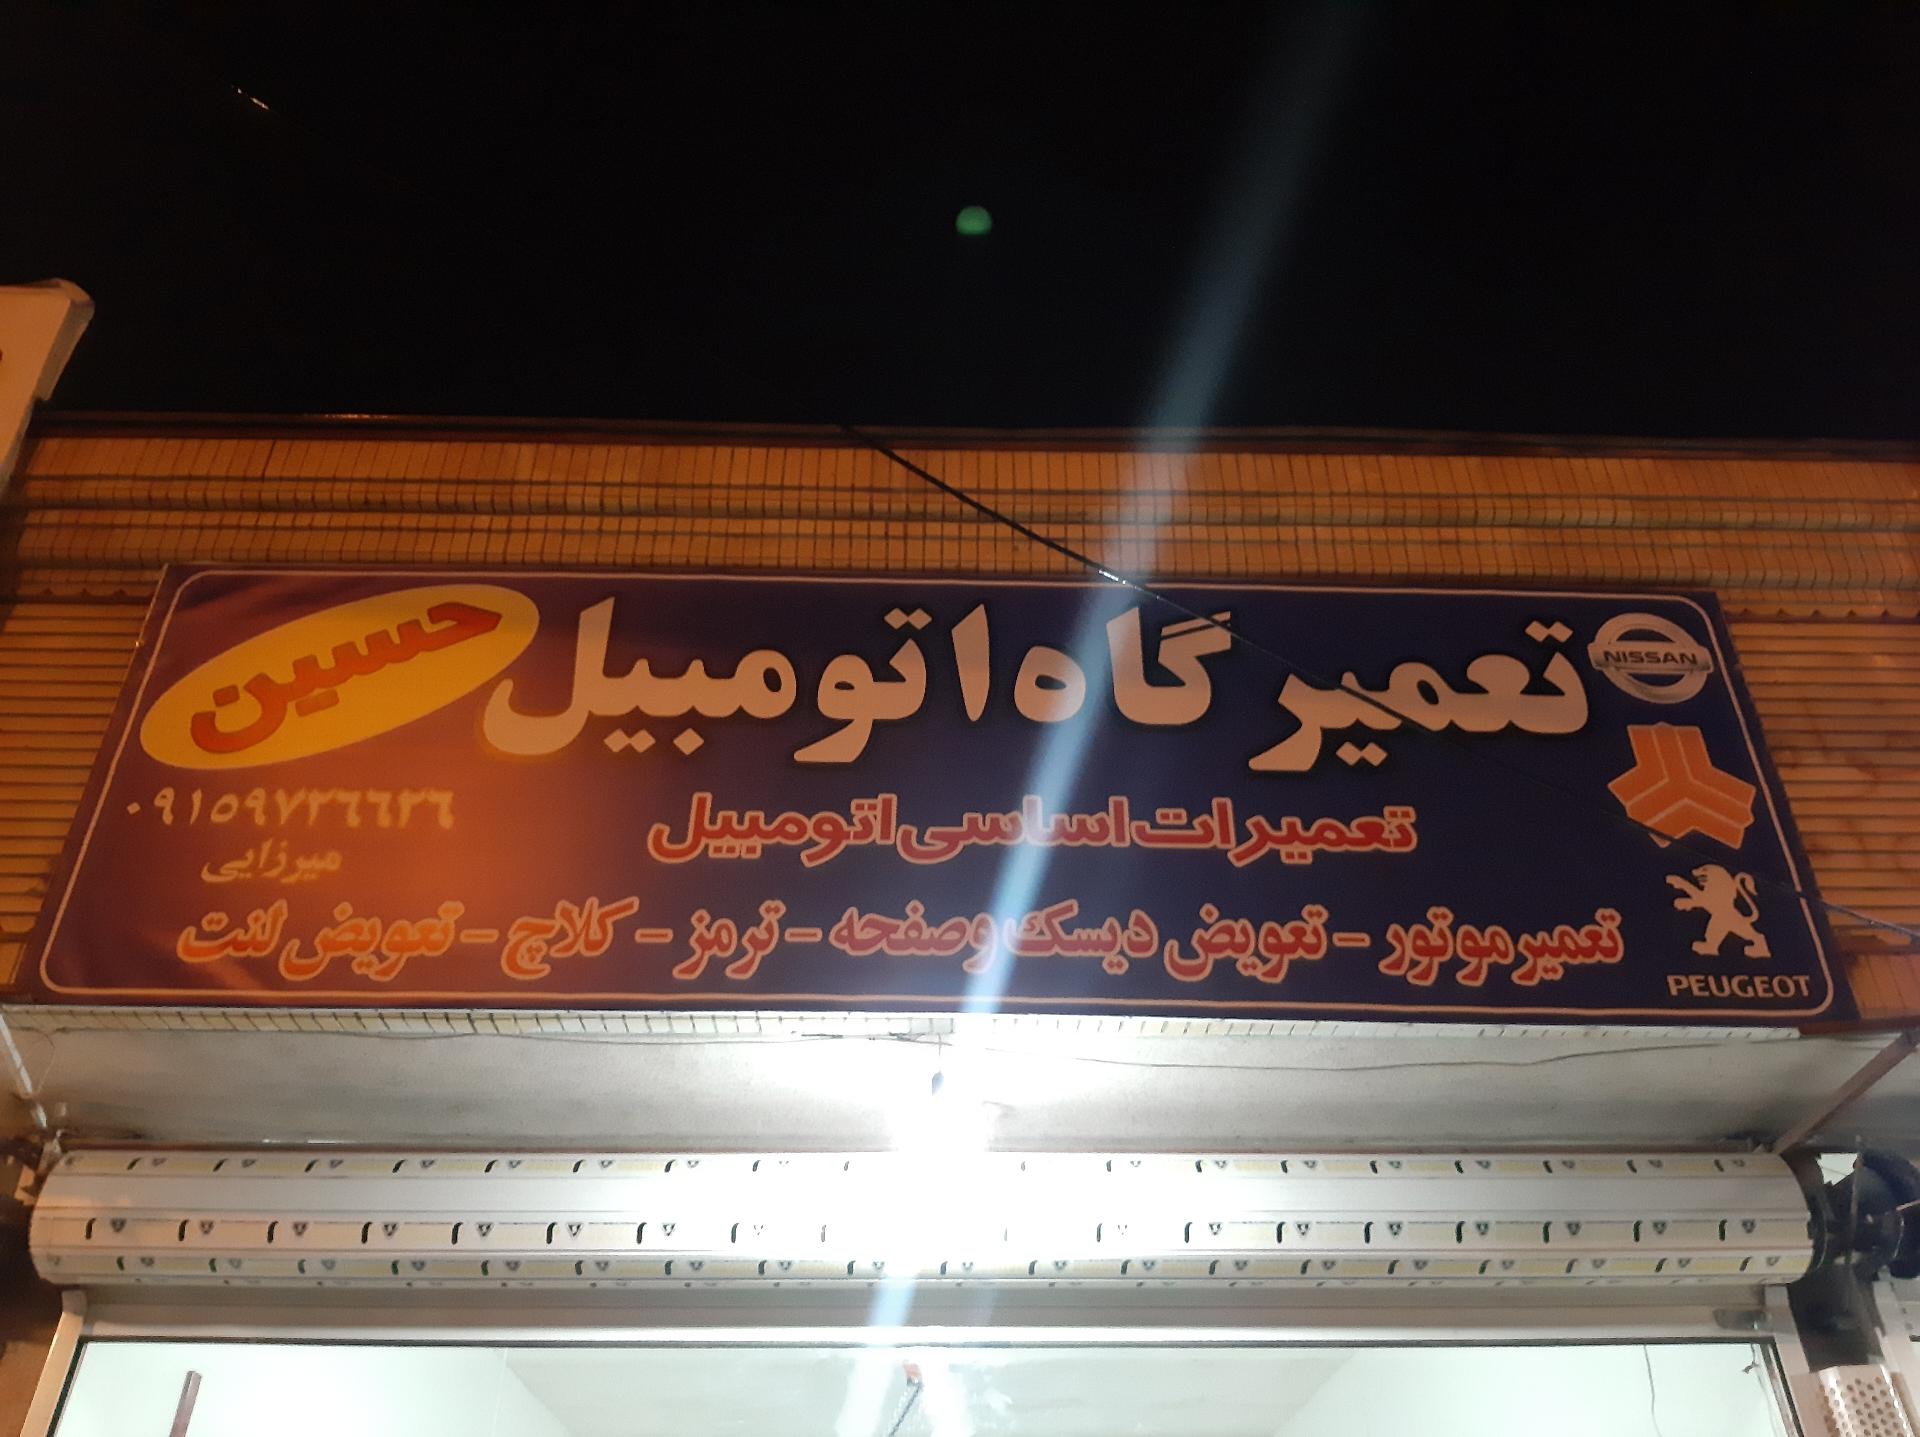 تعمیرگاه اتومبیل
حسین
NISSAN
تعمیرات اساسی اتومبیل
۰۹۱۵۹۷۳۶۶۳۶
میرزایی
تعمیر موتور - تعویض دیسک و صفحه - ترمز - کلاچ - تعویض لنت
PEUGEOT